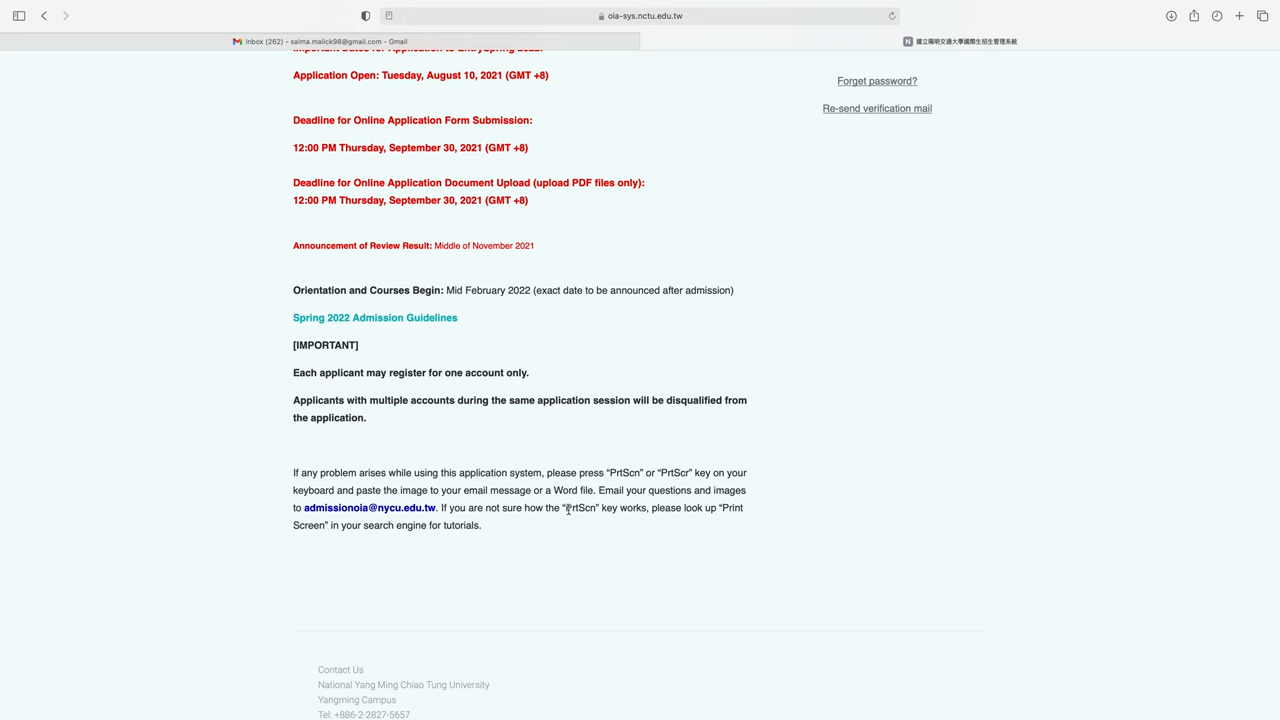 oia-sys.nctu.edu.tw
Inbox (262) - saima.malick98@gmail.com - Gmail
N 國立陽明交通大學國際生招生管理系統
Important Dates for Application to EntrySpring 2022:
Application Open: Tuesday, August 10, 2021 (GMT +8)
Deadline for Online Application Form Submission:
12:00 PM Thursday, September 30, 2021 (GMT +8)
Deadline for Online Application Document Upload (upload PDF files only):
12:00 PM Thursday, September 30, 2021 (GMT +8)
Announcement of Review Result: Middle of November 2021
Orientation and Courses Begin: Mid February 2022 (exact date to be announced after admission)
Spring 2022 Admission Guidelines
[IMPORTANT]
Each applicant may register for one account only.
Applicants with multiple accounts during the same application session will be disqualified from
the application.
If any problem arises while using this application system, please press “PrtScn” or “PrtScr” key on your
keyboard and paste the image to your email message or a Word file. Email your questions and images
to admissionoia@nycu.edu.tw. If you are not sure how the “PrtScn” key works, please look up “Print
Screen” in your search engine for tutorials.
Forget password?
Re-send verification mail
Contact Us
National Yang Ming Chiao Tung University
Yangming Campus
Tel: +886-2-2827-5657